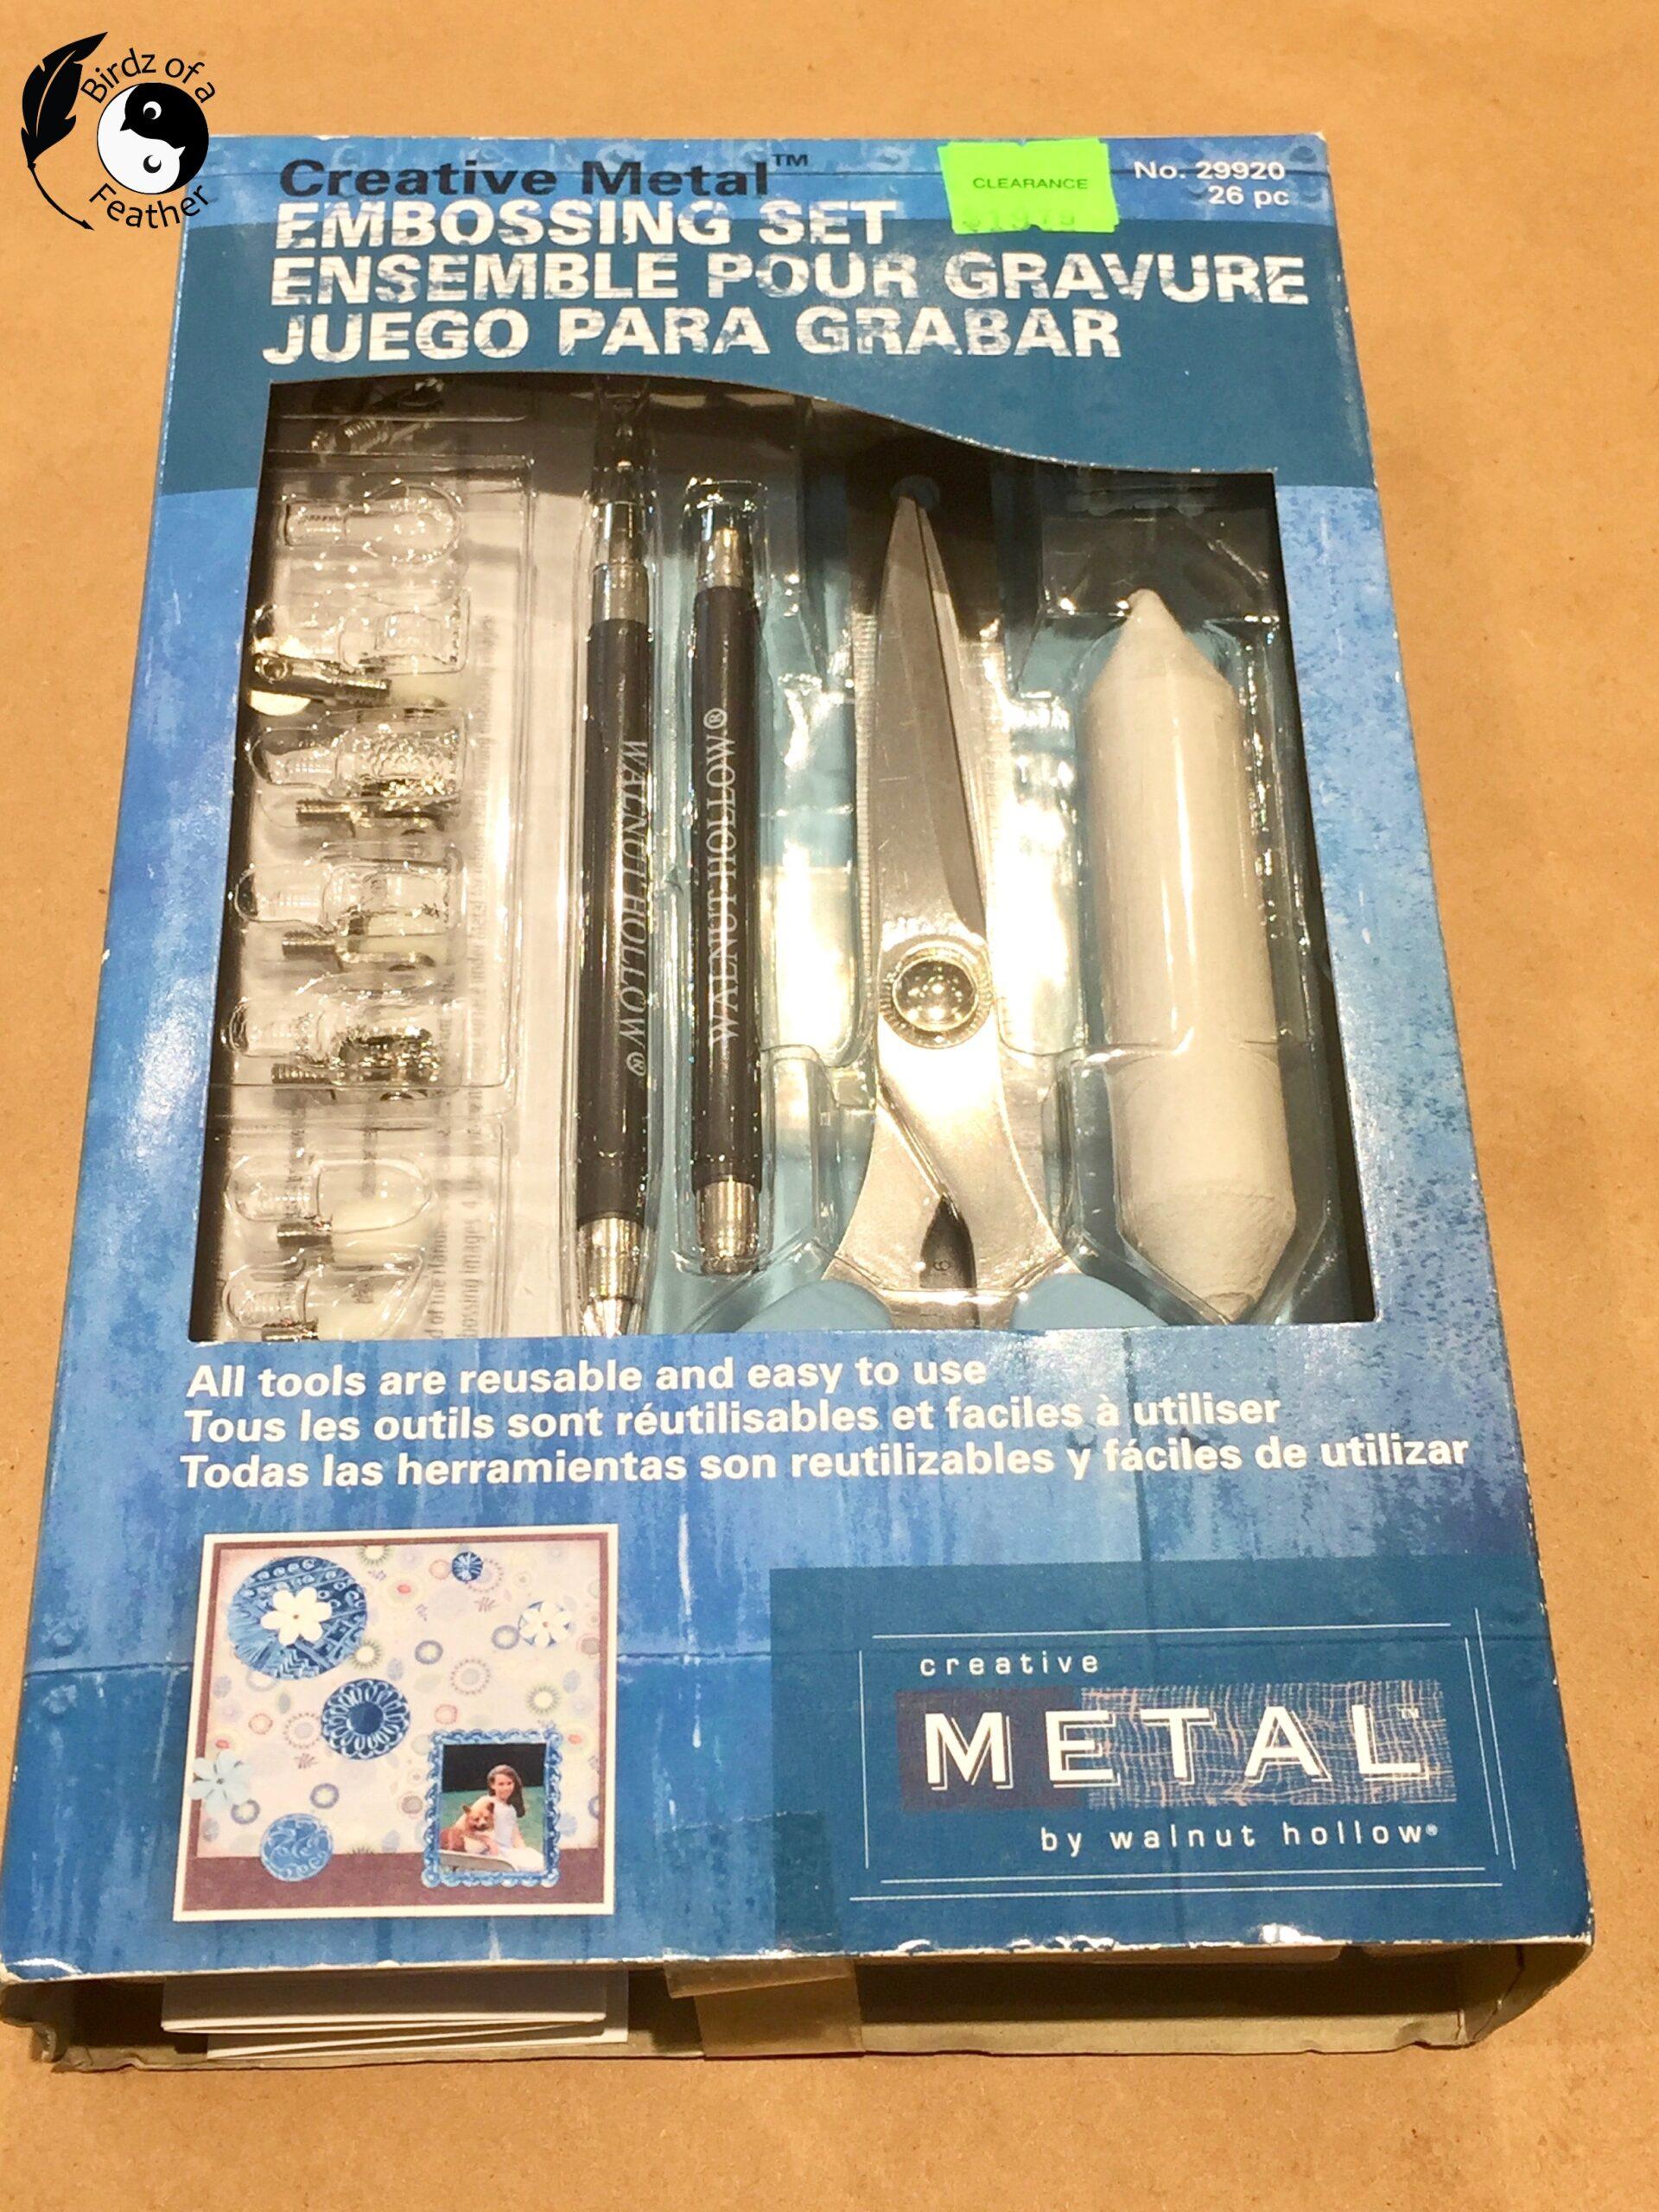 Birdz of a
Feather
Creative Metal™
CLEARANCE
No. 29920
26 pc
EMBOSSING SET
ENSEMBLE POUR GRAVURE
JUEGO PARA GRABAR
WALNUT HOLLOW®
WALNUT HOLLOW®
All tools are reusable and easy to use
Tous les outils sont réutilisables et faciles à utiliser
Todas las herramientas son reutilizables y fáciles de utilizar
creative
METAL™
by walnut hollow®